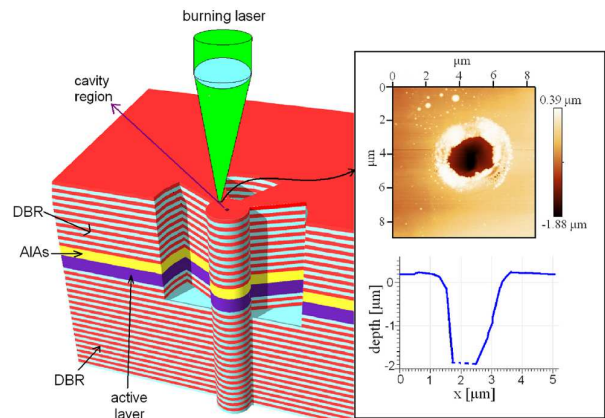 burning laser
cavity
region
DBR
AlAs
DBR
active
layer
μm
0 2 4 6 8
0
2
4
6
8
μm
0.39 μm
-1.88 μm
depth [μm]
0
-1
-2
0 1 2 3 4 5
x [μm]